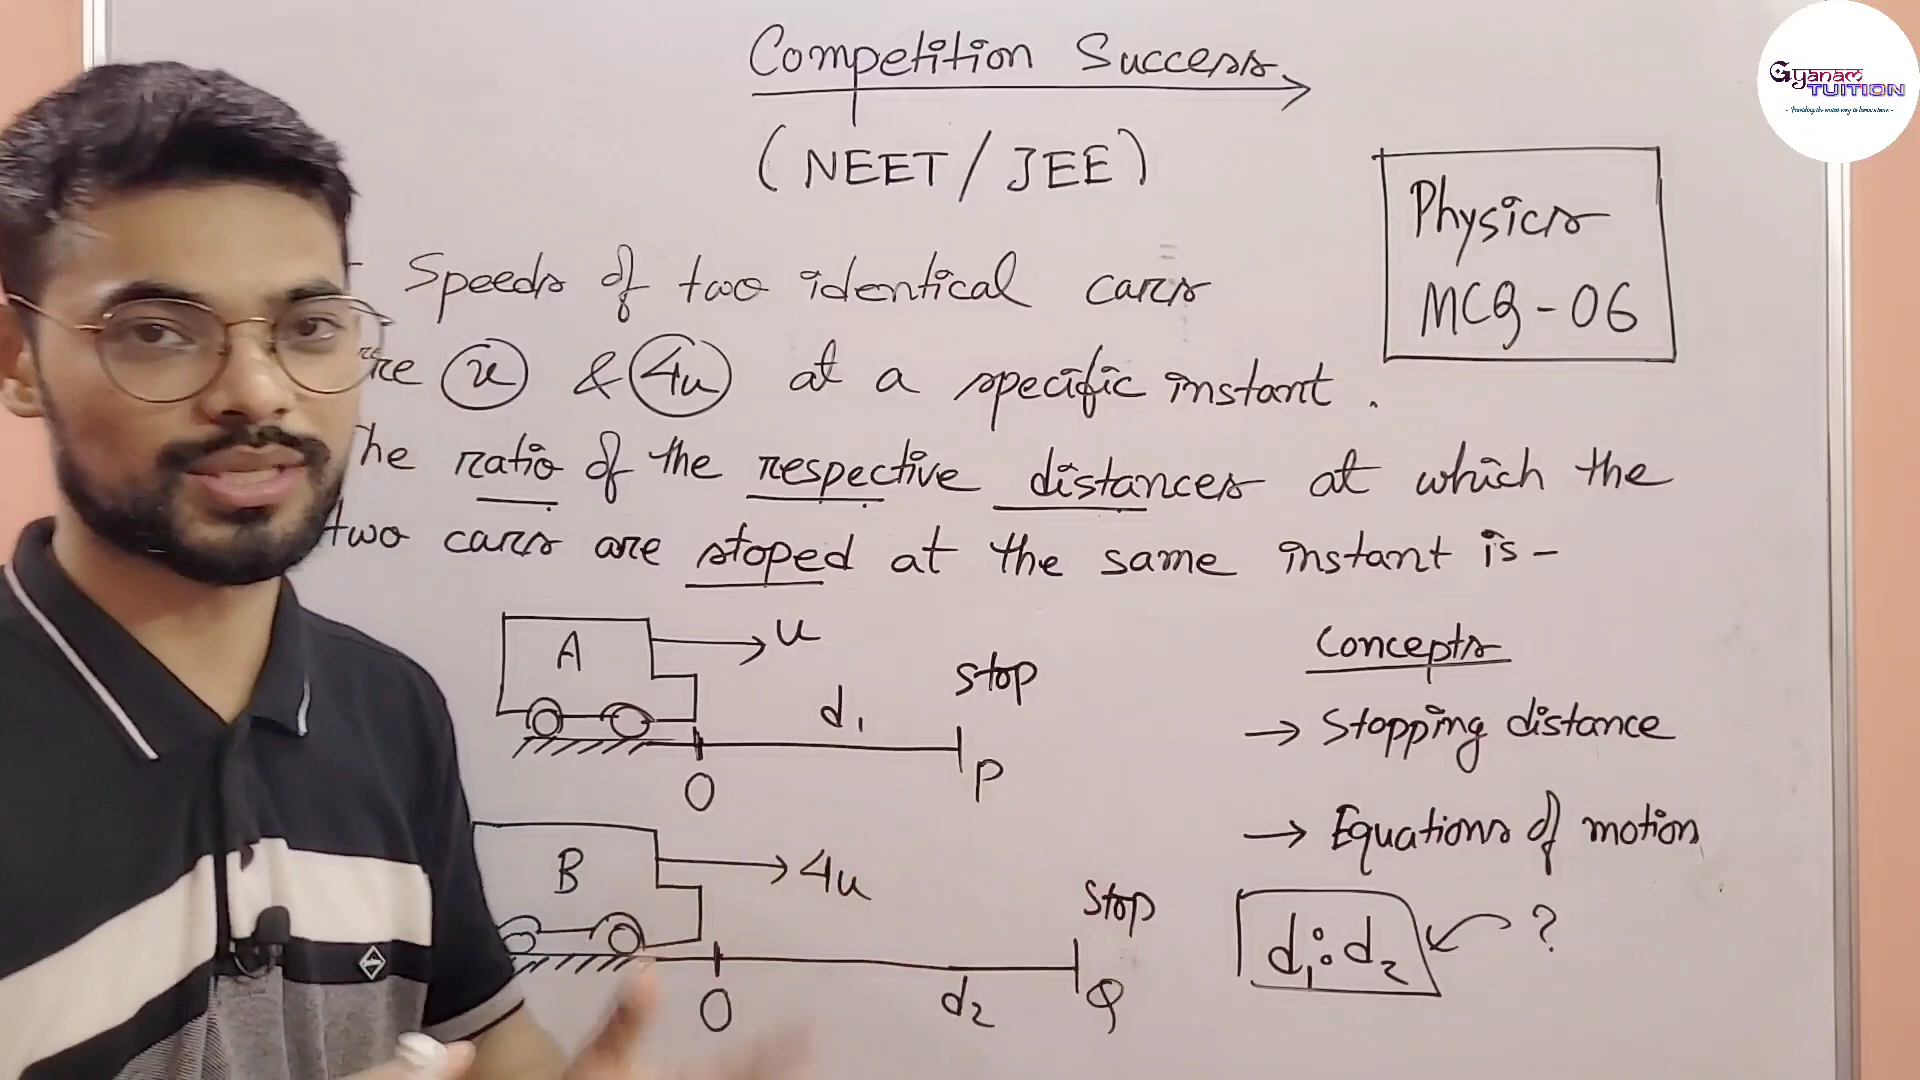 Competition Success
(NEET/JEE)
Gyanam
TUITION
Physics
MCQ-06
Speeds of two identical cars
re u & 4u at a specific instant.
he ratio of the respective distances at which the
two cars are stoped at the same instant is-
A
u
stop
d₁
O
P
B
4u
stop
O
d₂
Q
Concepts
→ Stopping distance
→ Equations of motion
d₁:d₂ ?